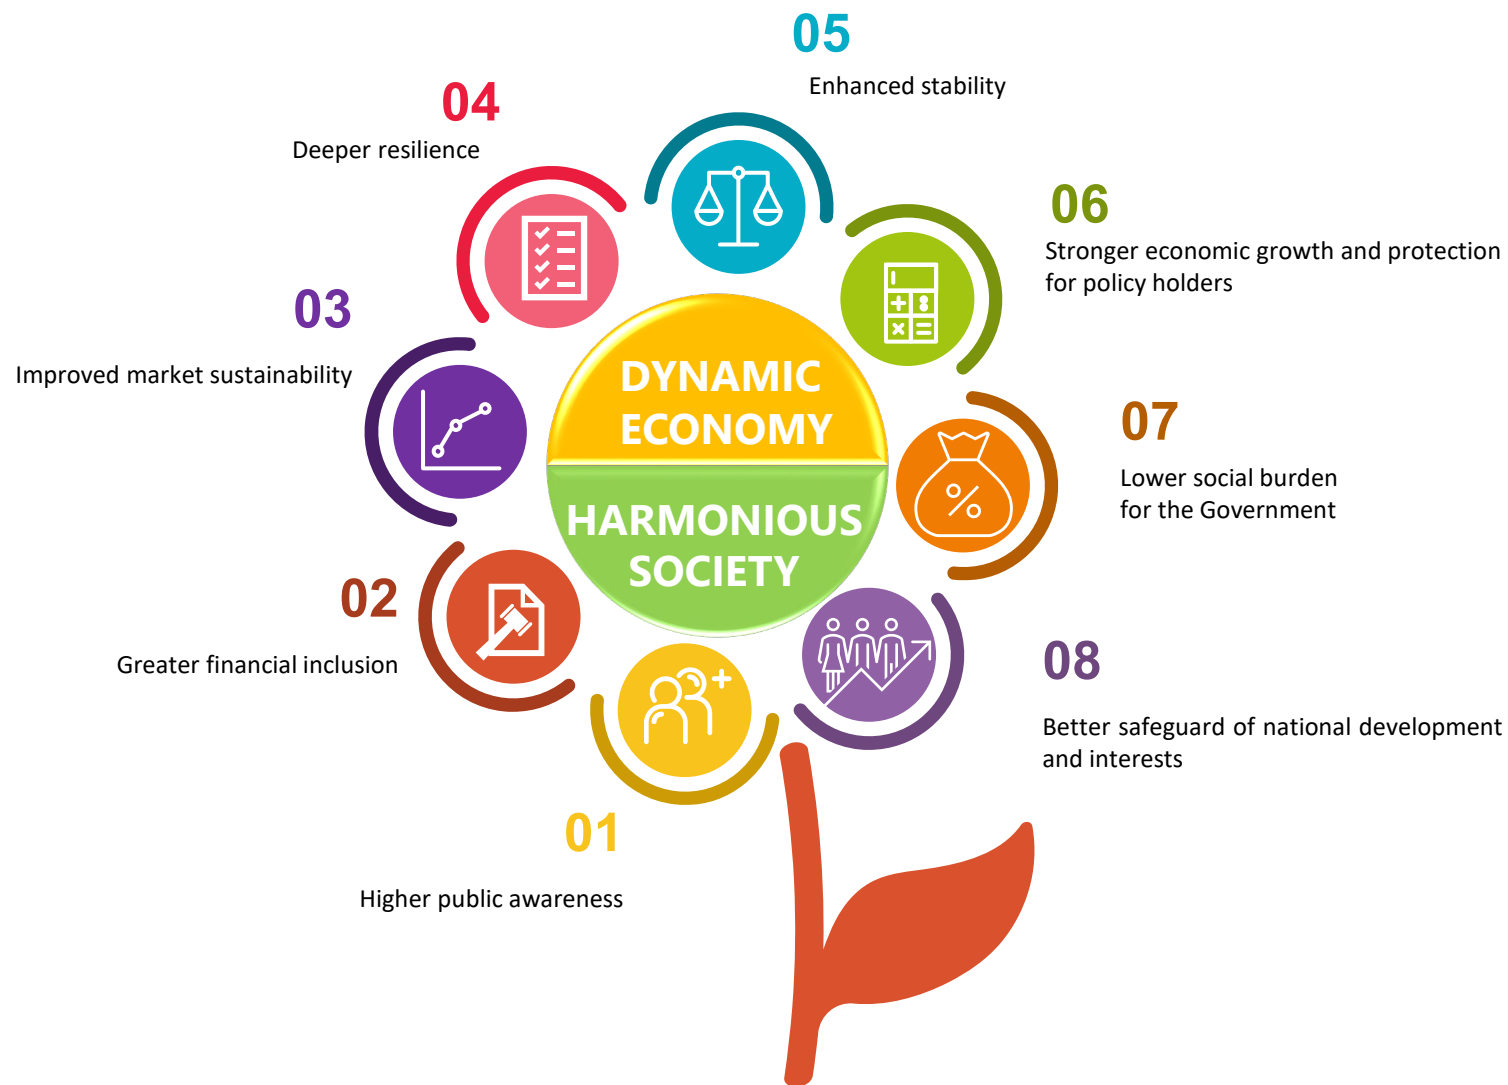 05
Enhanced stability
04
Deeper resilience
06
Stronger economic growth and protection
for policy holders
03
Improved market sustainability
DYNAMIC
ECONOMY
07
Lower social burden
for the Government
HARMONIOUS
SOCIETY
02
Greater financial inclusion
08
Better safeguard of national development
and interests
01
Higher public awareness